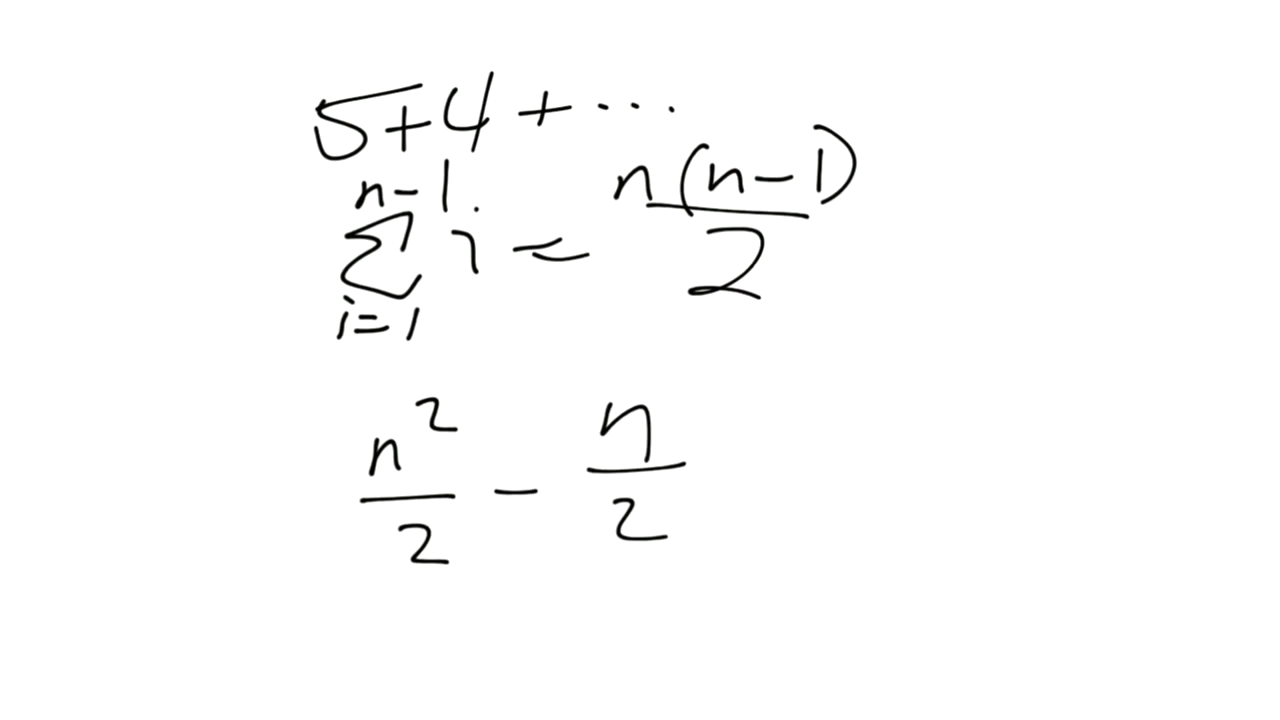 5+4+...
n-1
∑ i = n(n-1)/2
i=1
n²/2 - n/2